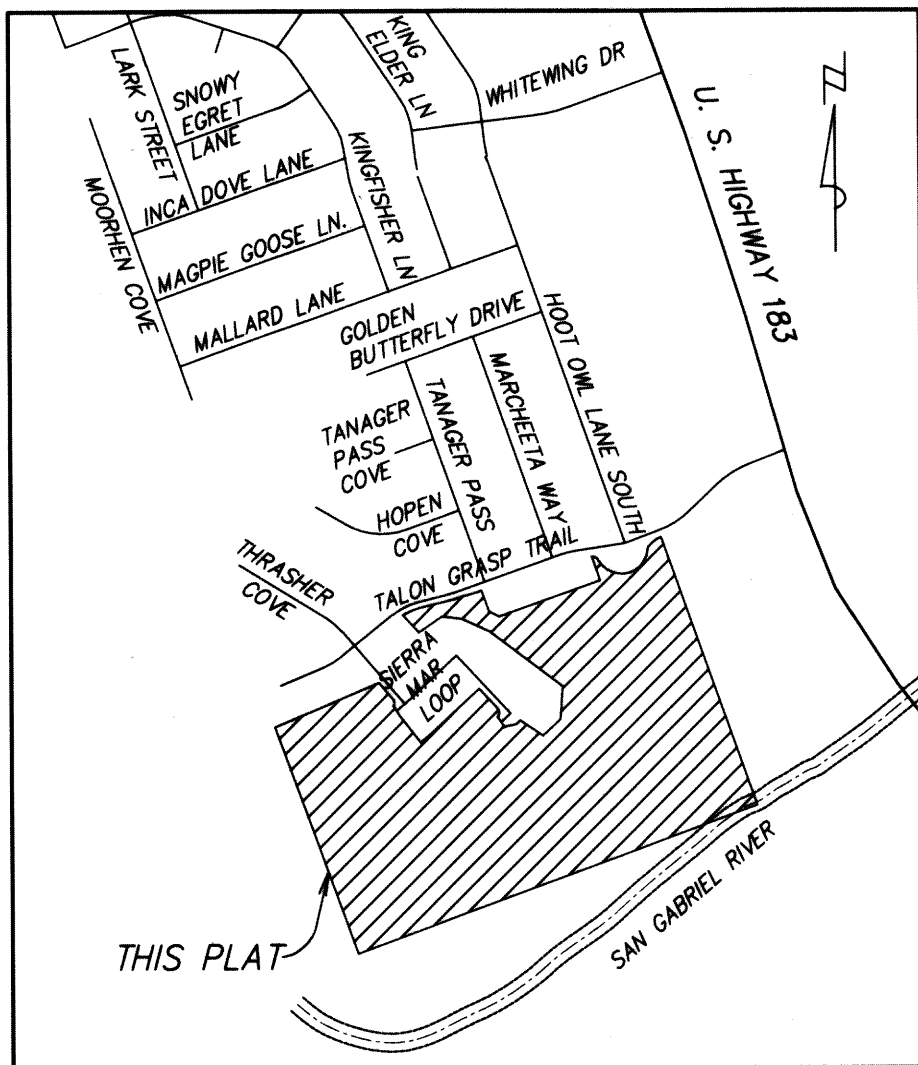 LARK STREET
SNOWY
EGRET
LANE
KING
ELDER LN
WHITEWING DR
N
U. S. HIGHWAY 183
MOORHEN COVE
INCA DOVE LANE
KINGFISHER LN
MAGPIE GOOSE LN.
MALLARD LANE
GOLDEN
BUTTERFLY DRIVE
HOOT OWL LANE SOUTH
TANAGER
PASS
COVE
TANAGER PASS
MARCHEETA WAY
HOPEN
COVE
THRASHER
COVE
TALON GRASP TRAIL
SIERRA
MAR
LOOP
THIS PLAT
SAN GABRIEL RIVER